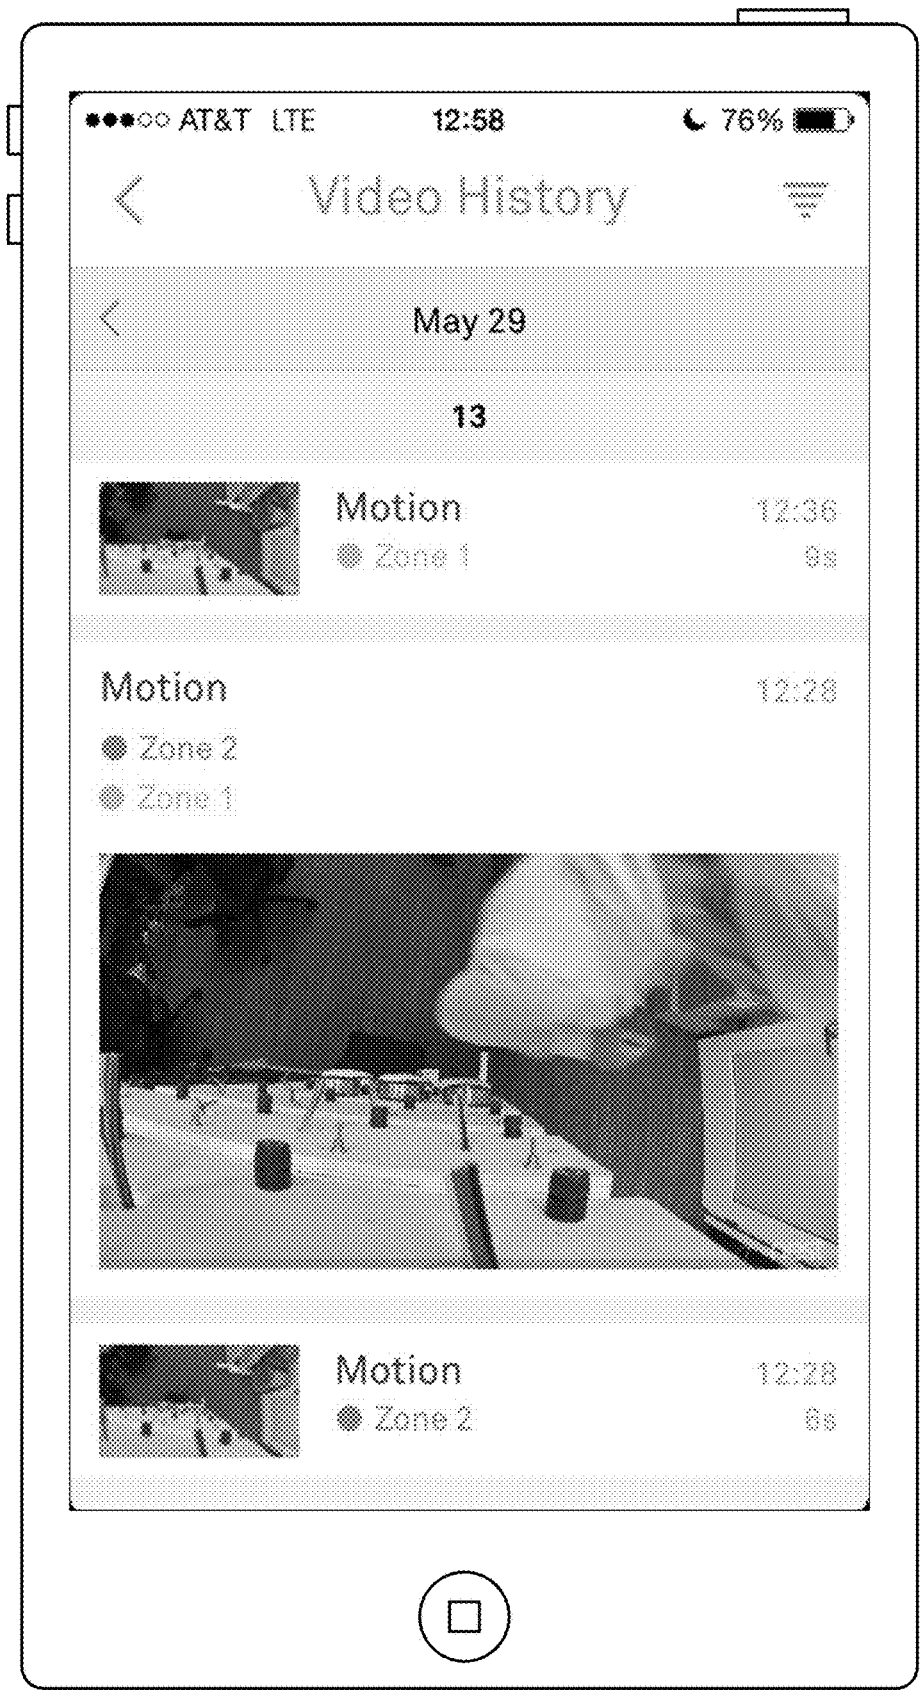 AT&T LTE 12:58 76%
Video History
May 29
13
Motion 12:36
Zone 1 9s
Motion 12:28
Zone 2
Zone 1
Motion 12:28
Zone 2 6s